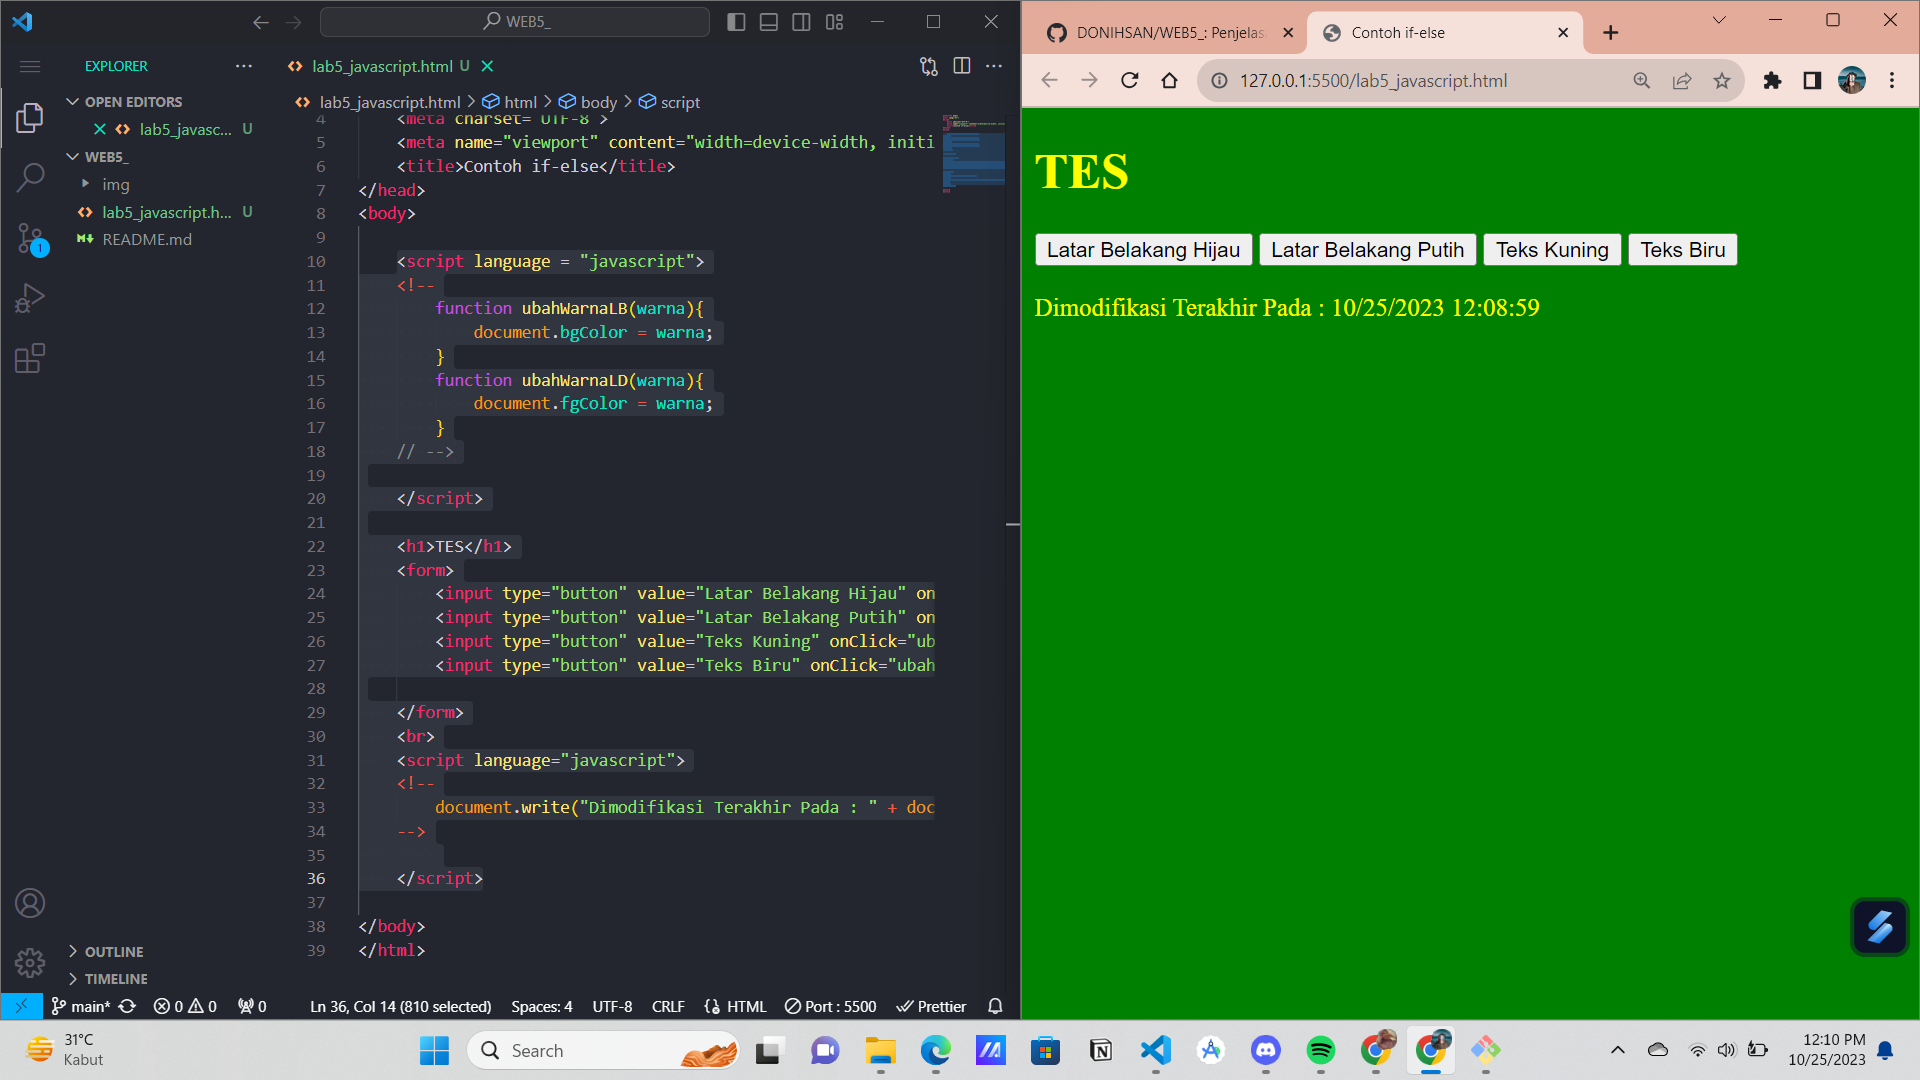 WEB5_
EXPLORER
OPEN EDITORS
lab5_javasc... U
WEB5_
img
lab5_javascript.h... U
README.md
OUTLINE
TIMELINE
lab5_javascript.html U
lab5_javascript.html > html > body > script
4 <meta charset="UTF-8">
5 <meta name="viewport" content="width=device-width, initi
6 <title>Contoh if-else</title>
7 </head>
8 <body>
9
10 <script language = "javascript">
11 <!--
12 function ubahWarnaLB(warna){
13 document.bgColor = warna;
14 }
15 function ubahWarnaLD(warna){
16 document.fgColor = warna;
17 }
18 // -->
19
20 </script>
21
22 <h1>TES</h1>
23 <form>
24 <input type="button" value="Latar Belakang Hijau" on
25 <input type="button" value="Latar Belakang Putih" on
26 <input type="button" value="Teks Kuning" onClick="ub
27 <input type="button" value="Teks Biru" onClick="ubah
28
29 </form>
30 <br>
31 <script language="javascript">
32 <!--
33 document.write("Dimodifikasi Terakhir Pada : " + doc
34 -->
35
36 </script>
37
38 </body>
39 </html>
1
main* 0 0 0 Ln 36, Col 14 (810 selected) Spaces: 4 UTF-8 CRLF HTML Port : 5500 Prettier
DONIHSAN/WEB5_: Penjelas
Contoh if-else
127.0.0.1:5500/lab5_javascript.html
TES
Latar Belakang Hijau Latar Belakang Putih Teks Kuning Teks Biru
Dimodifikasi Terakhir Pada : 10/25/2023 12:08:59
31°C
Kabut
Search
12:10 PM
10/25/2023